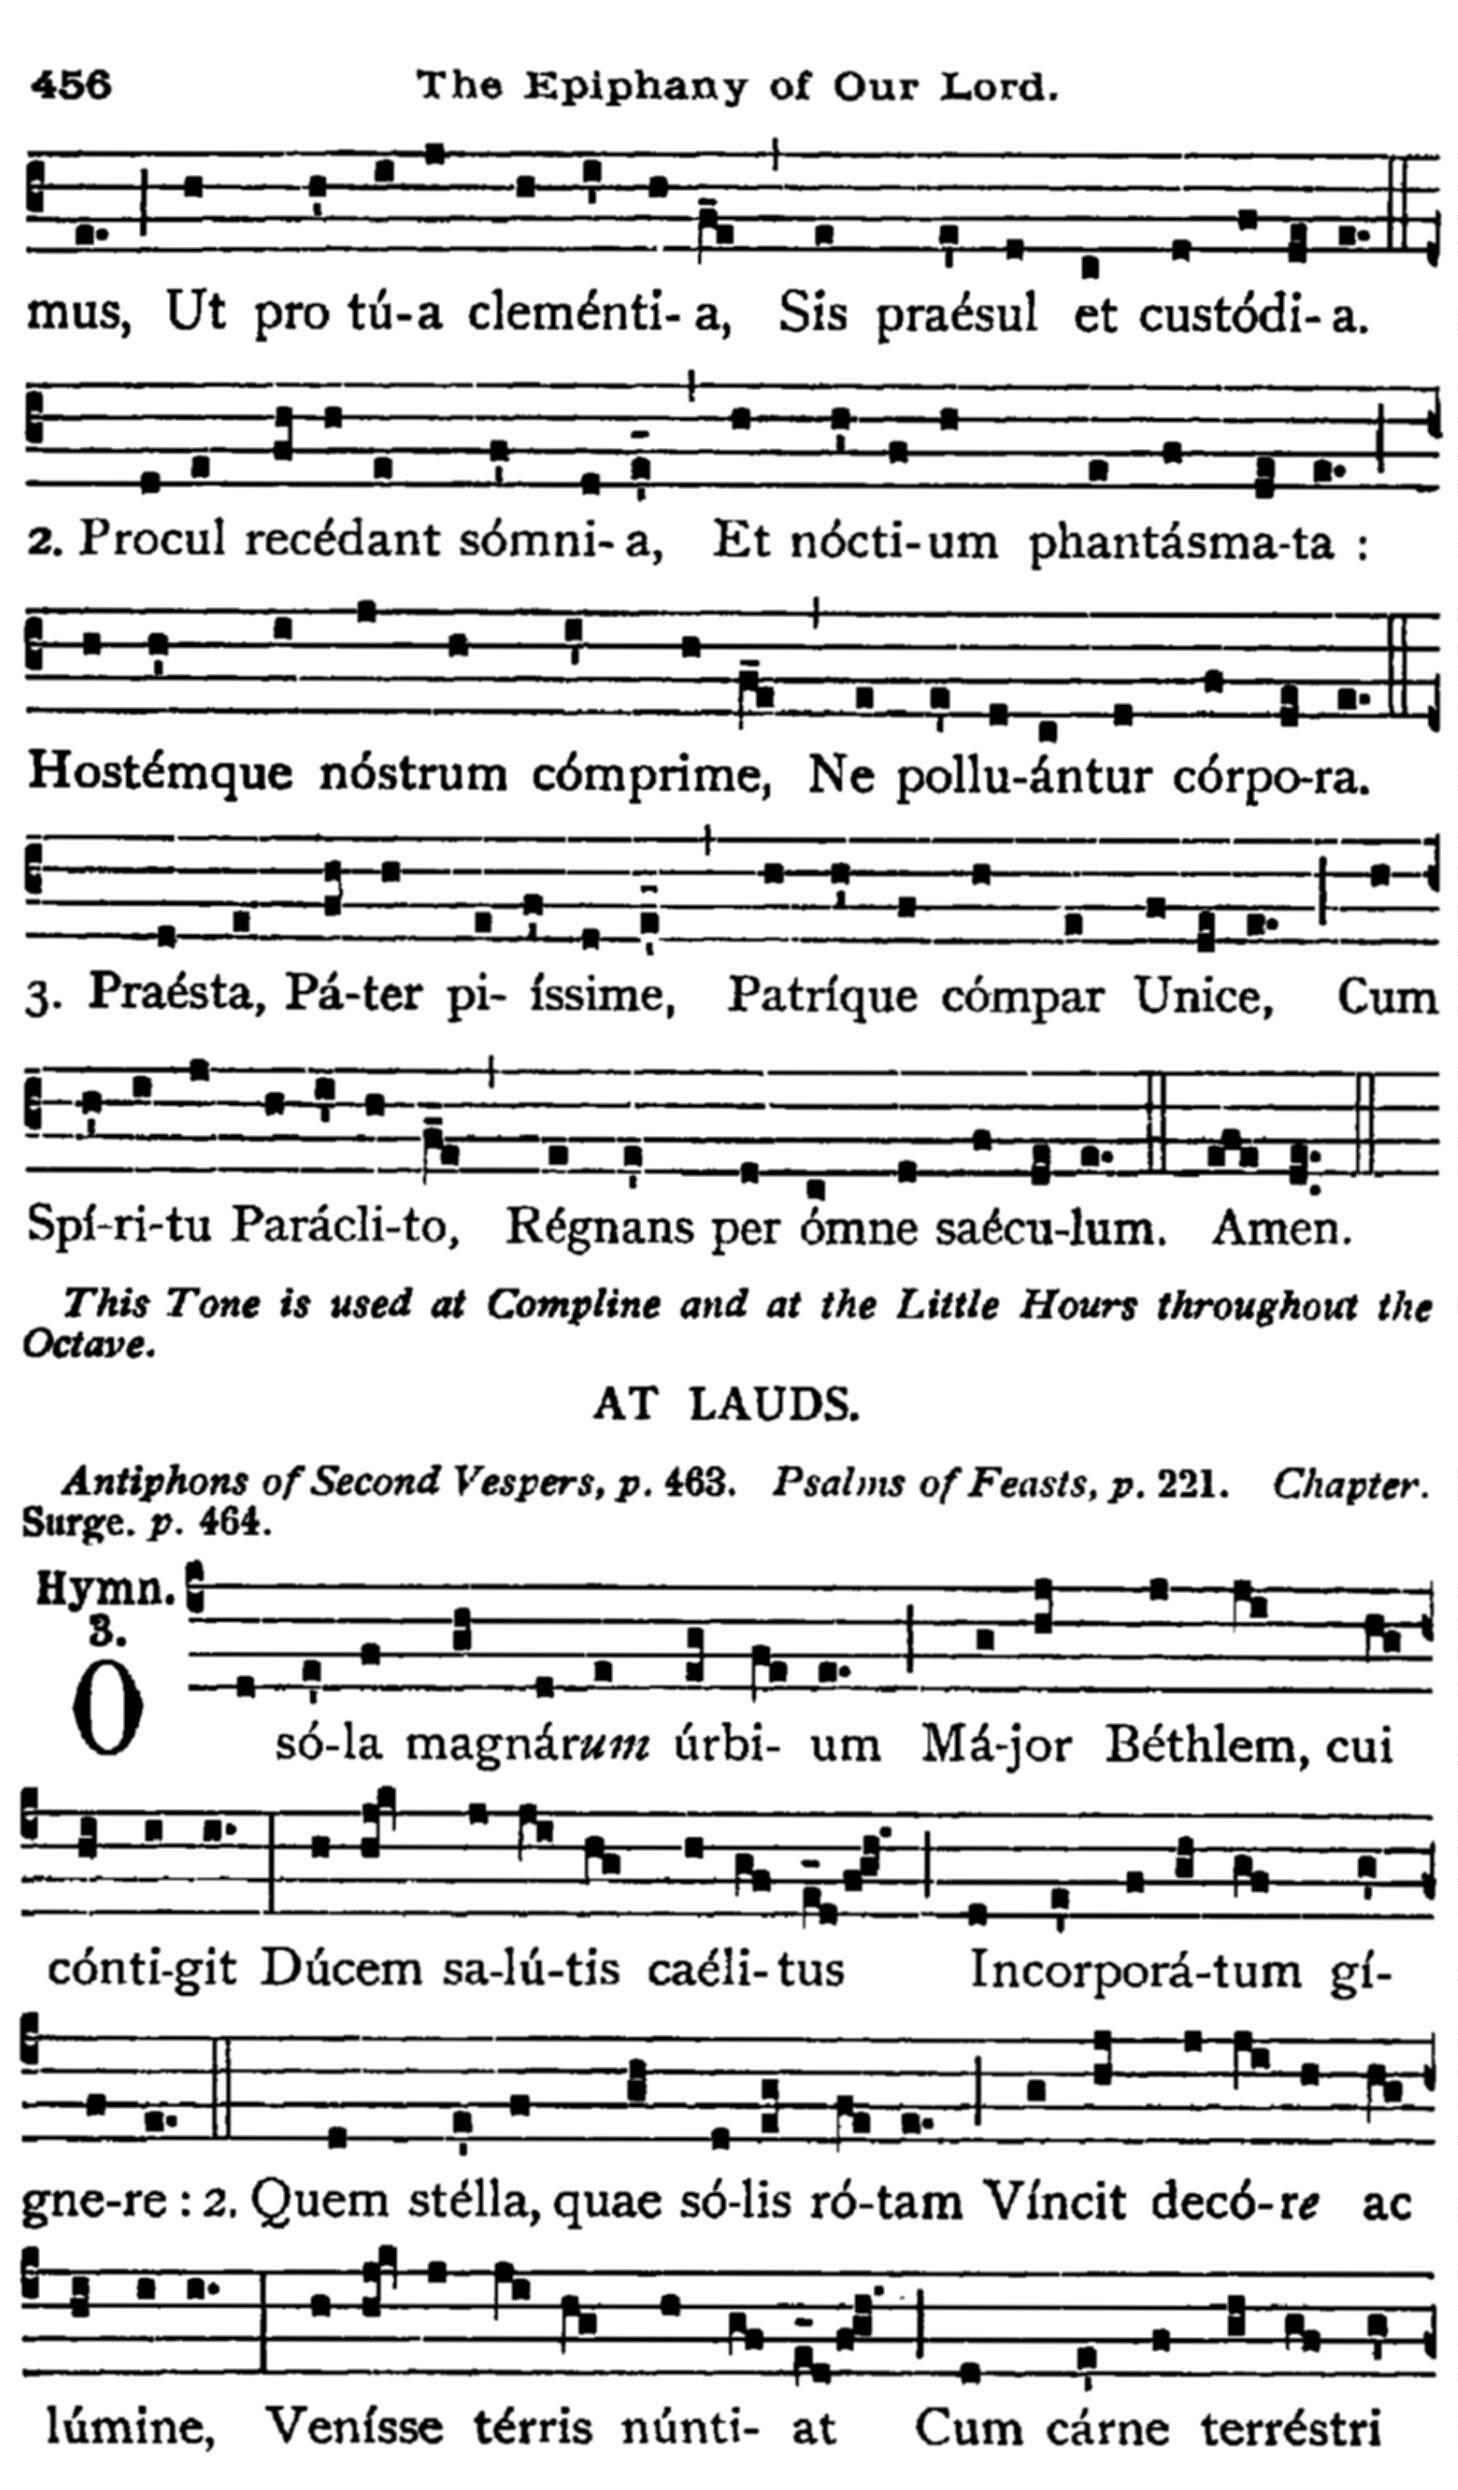 456 The Epiphany of Our Lord.
mus, Ut pro tú-a cleménti- a, Sis praésul et custódi- a.
2. Procul recédant sómni- a, Et nócti-um phantásma-ta :
Hostémque nóstrum cómprime, Ne pollu-ántur córpo-ra.
3. Praésta, Pá-ter pi- íssime, Patríque cómpar Unice, Cum
Spí-ri-tu Parácli-to, Régnans per ómne saécu-lum. Amen.
This Tone is used at Compline and at the Little Hours throughout the
Octave.
AT LAUDS.
Antiphons of Second Vespers, p. 463. Psalms of Feasts, p. 221. Chapter.
Surge. p. 464.
Hymn.
3.
O só-la magnárum úrbi- um Má-jor Béthlem, cui
cónti-git Dúcem sa-lú-tis caéli-tus Incorporá-tum gí-
gne-re : 2. Quem stélla, quae só-lis ró-tam Víncit decó-re ac
lúmine, Venísse térris núnti- at Cum cárne terréstri